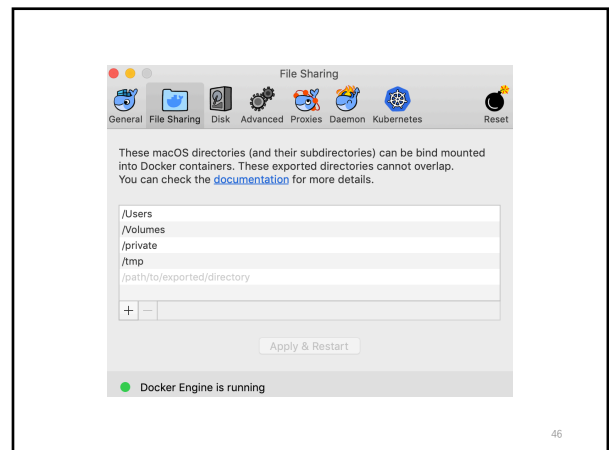 File Sharing
General File Sharing Disk Advanced Proxies Daemon Kubernetes Reset
These macOS directories (and their subdirectories) can be bind mounted
into Docker containers. These exported directories cannot overlap.
You can check the documentation for more details.
/Users
/Volumes
/private
/tmp
/path/to/exported/directory
+ −
Apply & Restart
Docker Engine is running
46